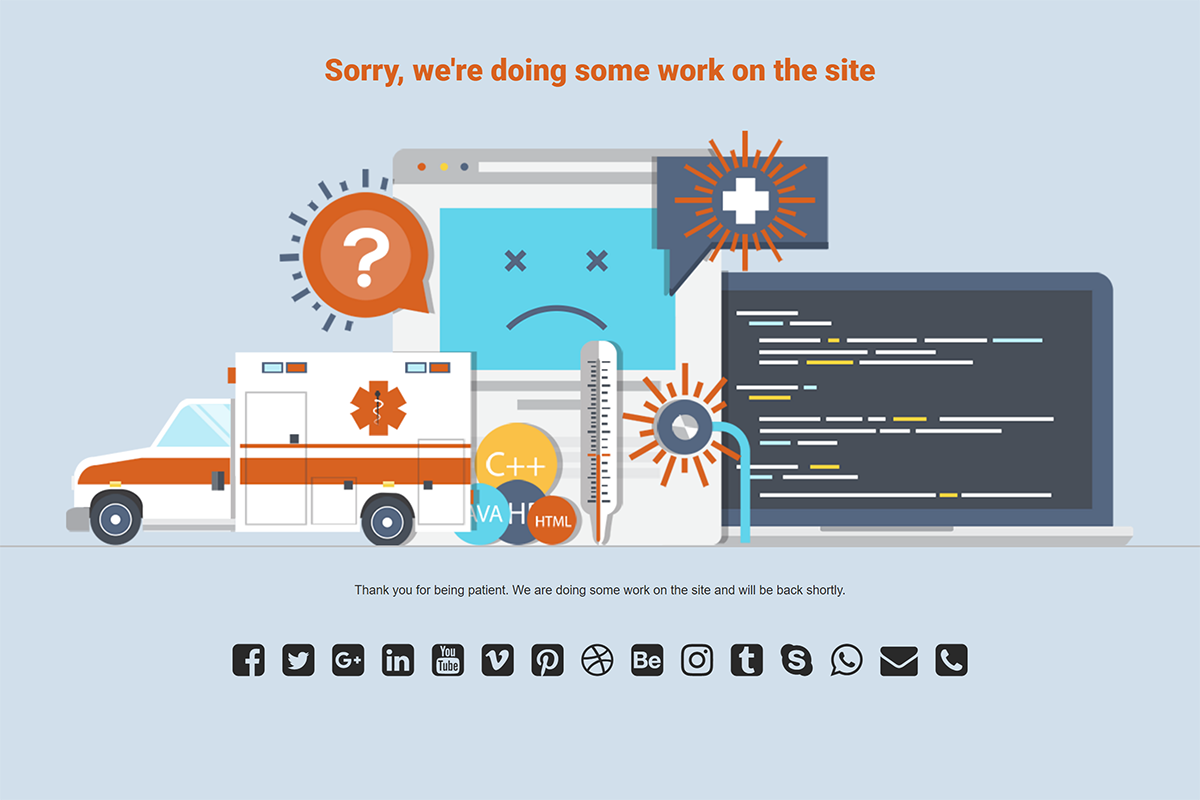 Sorry, we're doing some work on the site
?
C++
AVA
H
HTML
Thank you for being patient. We are doing some work on the site and will be back shortly.
f
G+
in
You
Tube
V
Be
t
S